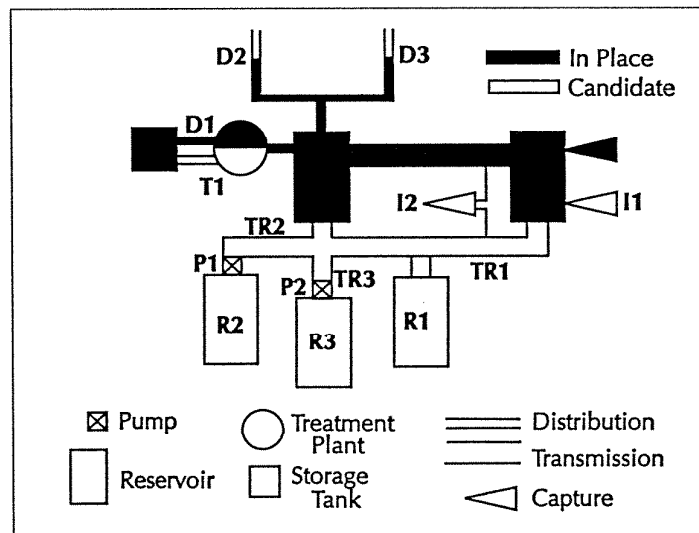 D2
D3
In Place
Candidate
D1
T1
I2
I1
TR2
P1
P2
TR3
TR1
R2
R3
R1
Pump
Treatment
Plant
Distribution
Transmission
Reservoir
Storage
Tank
Capture